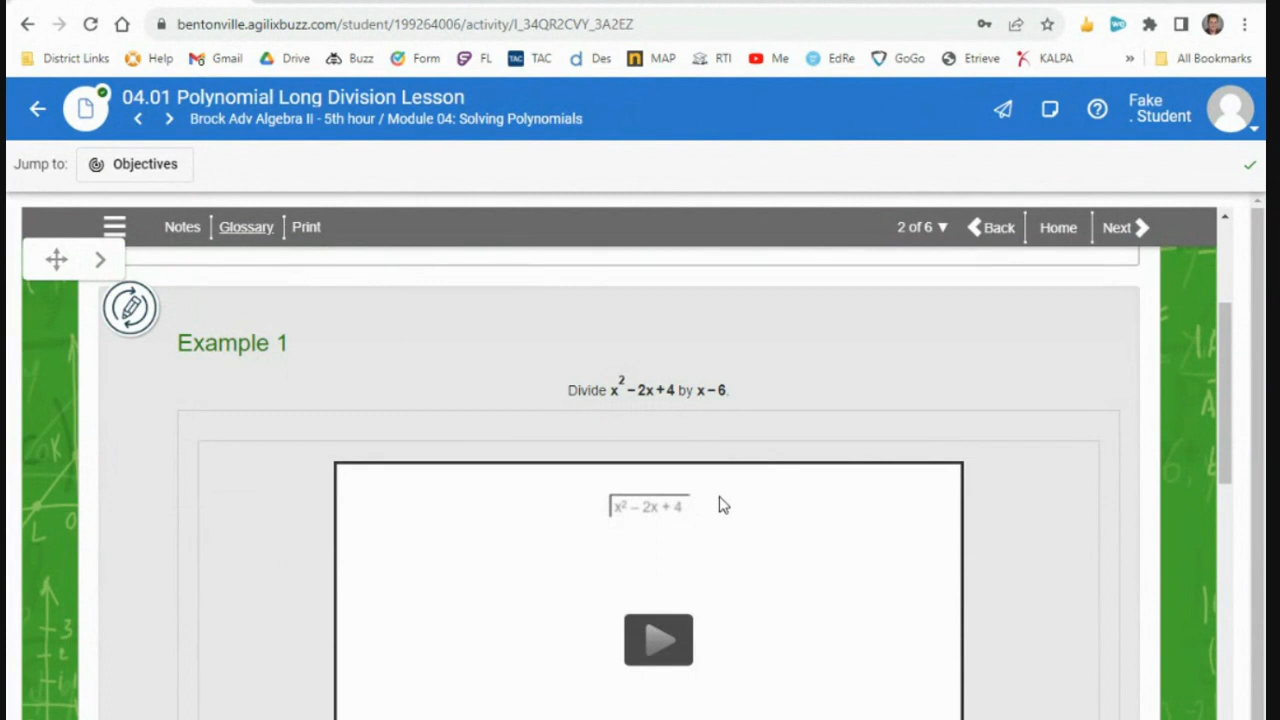 bentonville.agilixbuzz.com/student/199264006/activity/I_34QR2CVY_3A2EZ
District Links Help Gmail Drive Buzz Form FL TAC TAC Des MAP RTI Me EdRe GoGo Etrieve KALPA » All Bookmarks
04.01 Polynomial Long Division Lesson
Brock Adv Algebra II - 5th hour / Module 04: Solving Polynomials
Fake
. Student
Jump to: Objectives
Notes Glossary Print 2 of 6 ▼ Back Home Next
Example 1
Divide x² − 2x + 4 by x − 6.
x² − 2x + 4